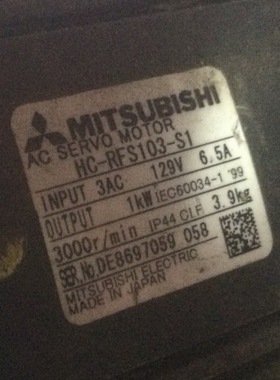 MITSUBISHI
AC SERVO MOTOR
HC-RFS103-S1
INPUT 3AC 129V 6.5A
OUTPUT 1kW IEC60034-1 '99
3000r/min IP44 Cl.F 3.9kg
SER.No.DE8697059 058
MITSUBISHI ELECTRIC
MADE IN JAPAN